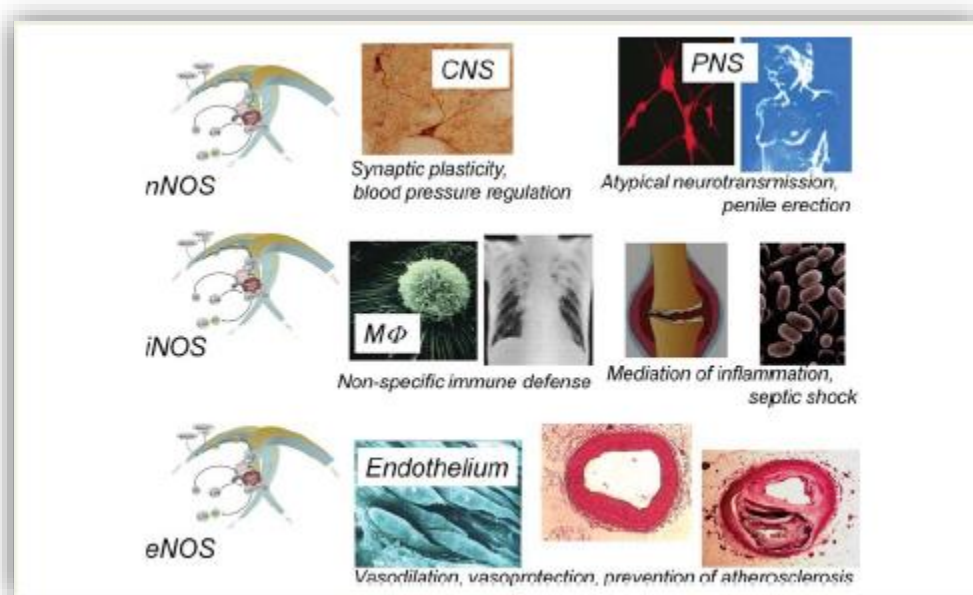 CNS
PNS
Synaptic plasticity,
blood pressure regulation
Atypical neurotransmission,
penile erection
nNOS
MΦ
iNOS
Non-specific immune defense
Mediation of inflammation,
septic shock
Endothelium
eNOS
Vasodilation, vasoprotection, prevention of atherosclerosis